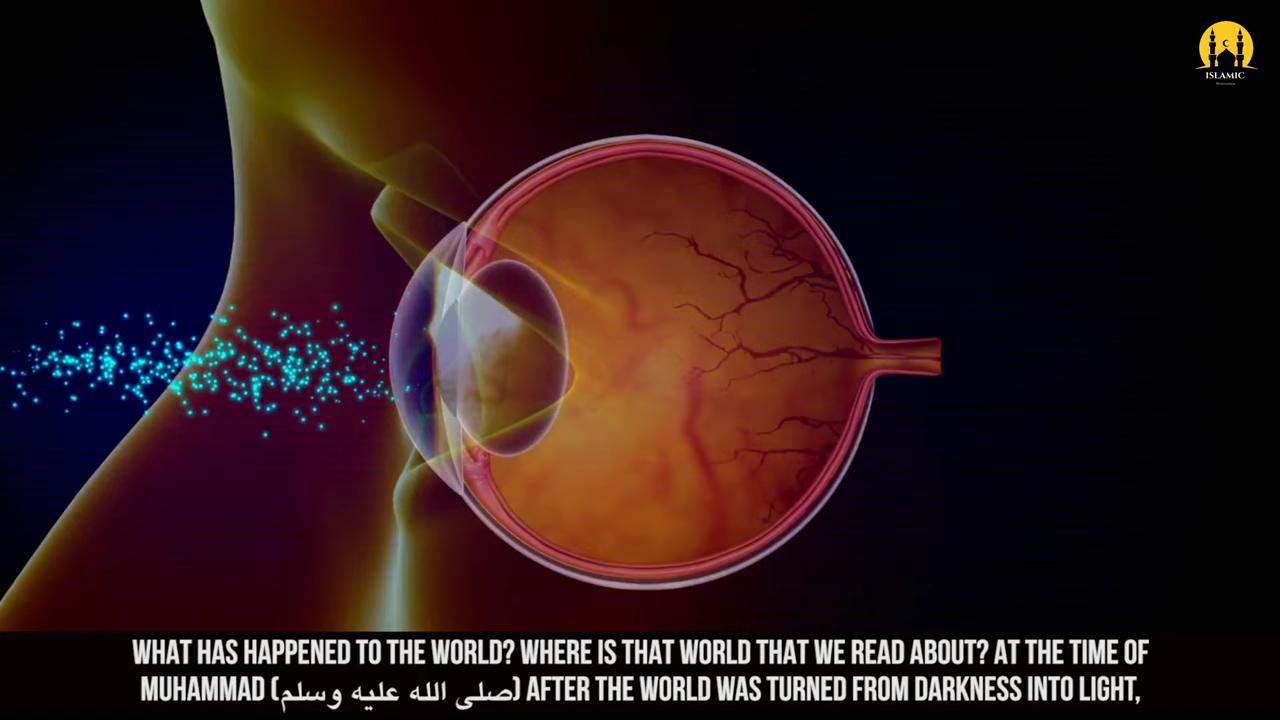 ISLAMIC
WHAT HAS HAPPENED TO THE WORLD? WHERE IS THAT WORLD THAT WE READ ABOUT? AT THE TIME OF
MUHAMMAD (صلى الله عليه وسلم) AFTER THE WORLD WAS TURNED FROM DARKNESS INTO LIGHT,